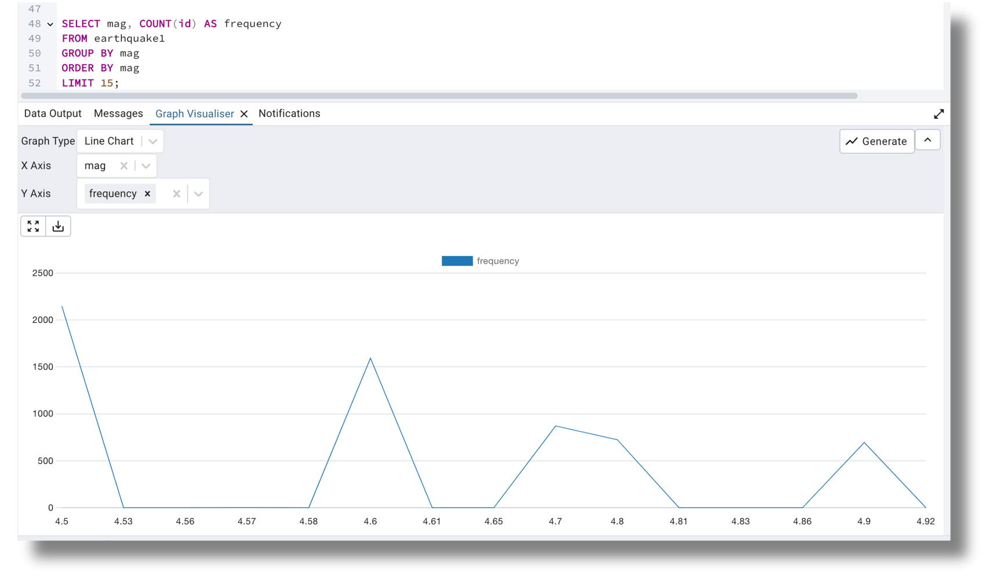 47
48 SELECT mag, COUNT(id) AS frequency
49 FROM earthquake1
50 GROUP BY mag
51 ORDER BY mag
52 LIMIT 15;
Data Output Messages Graph Visualiser Notifications
Graph Type Line Chart Generate
X Axis mag
Y Axis frequency
frequency
2500
2000
1500
1000
500
0
4.5 4.53 4.56 4.57 4.58 4.6 4.61 4.65 4.7 4.8 4.81 4.83 4.86 4.9 4.92